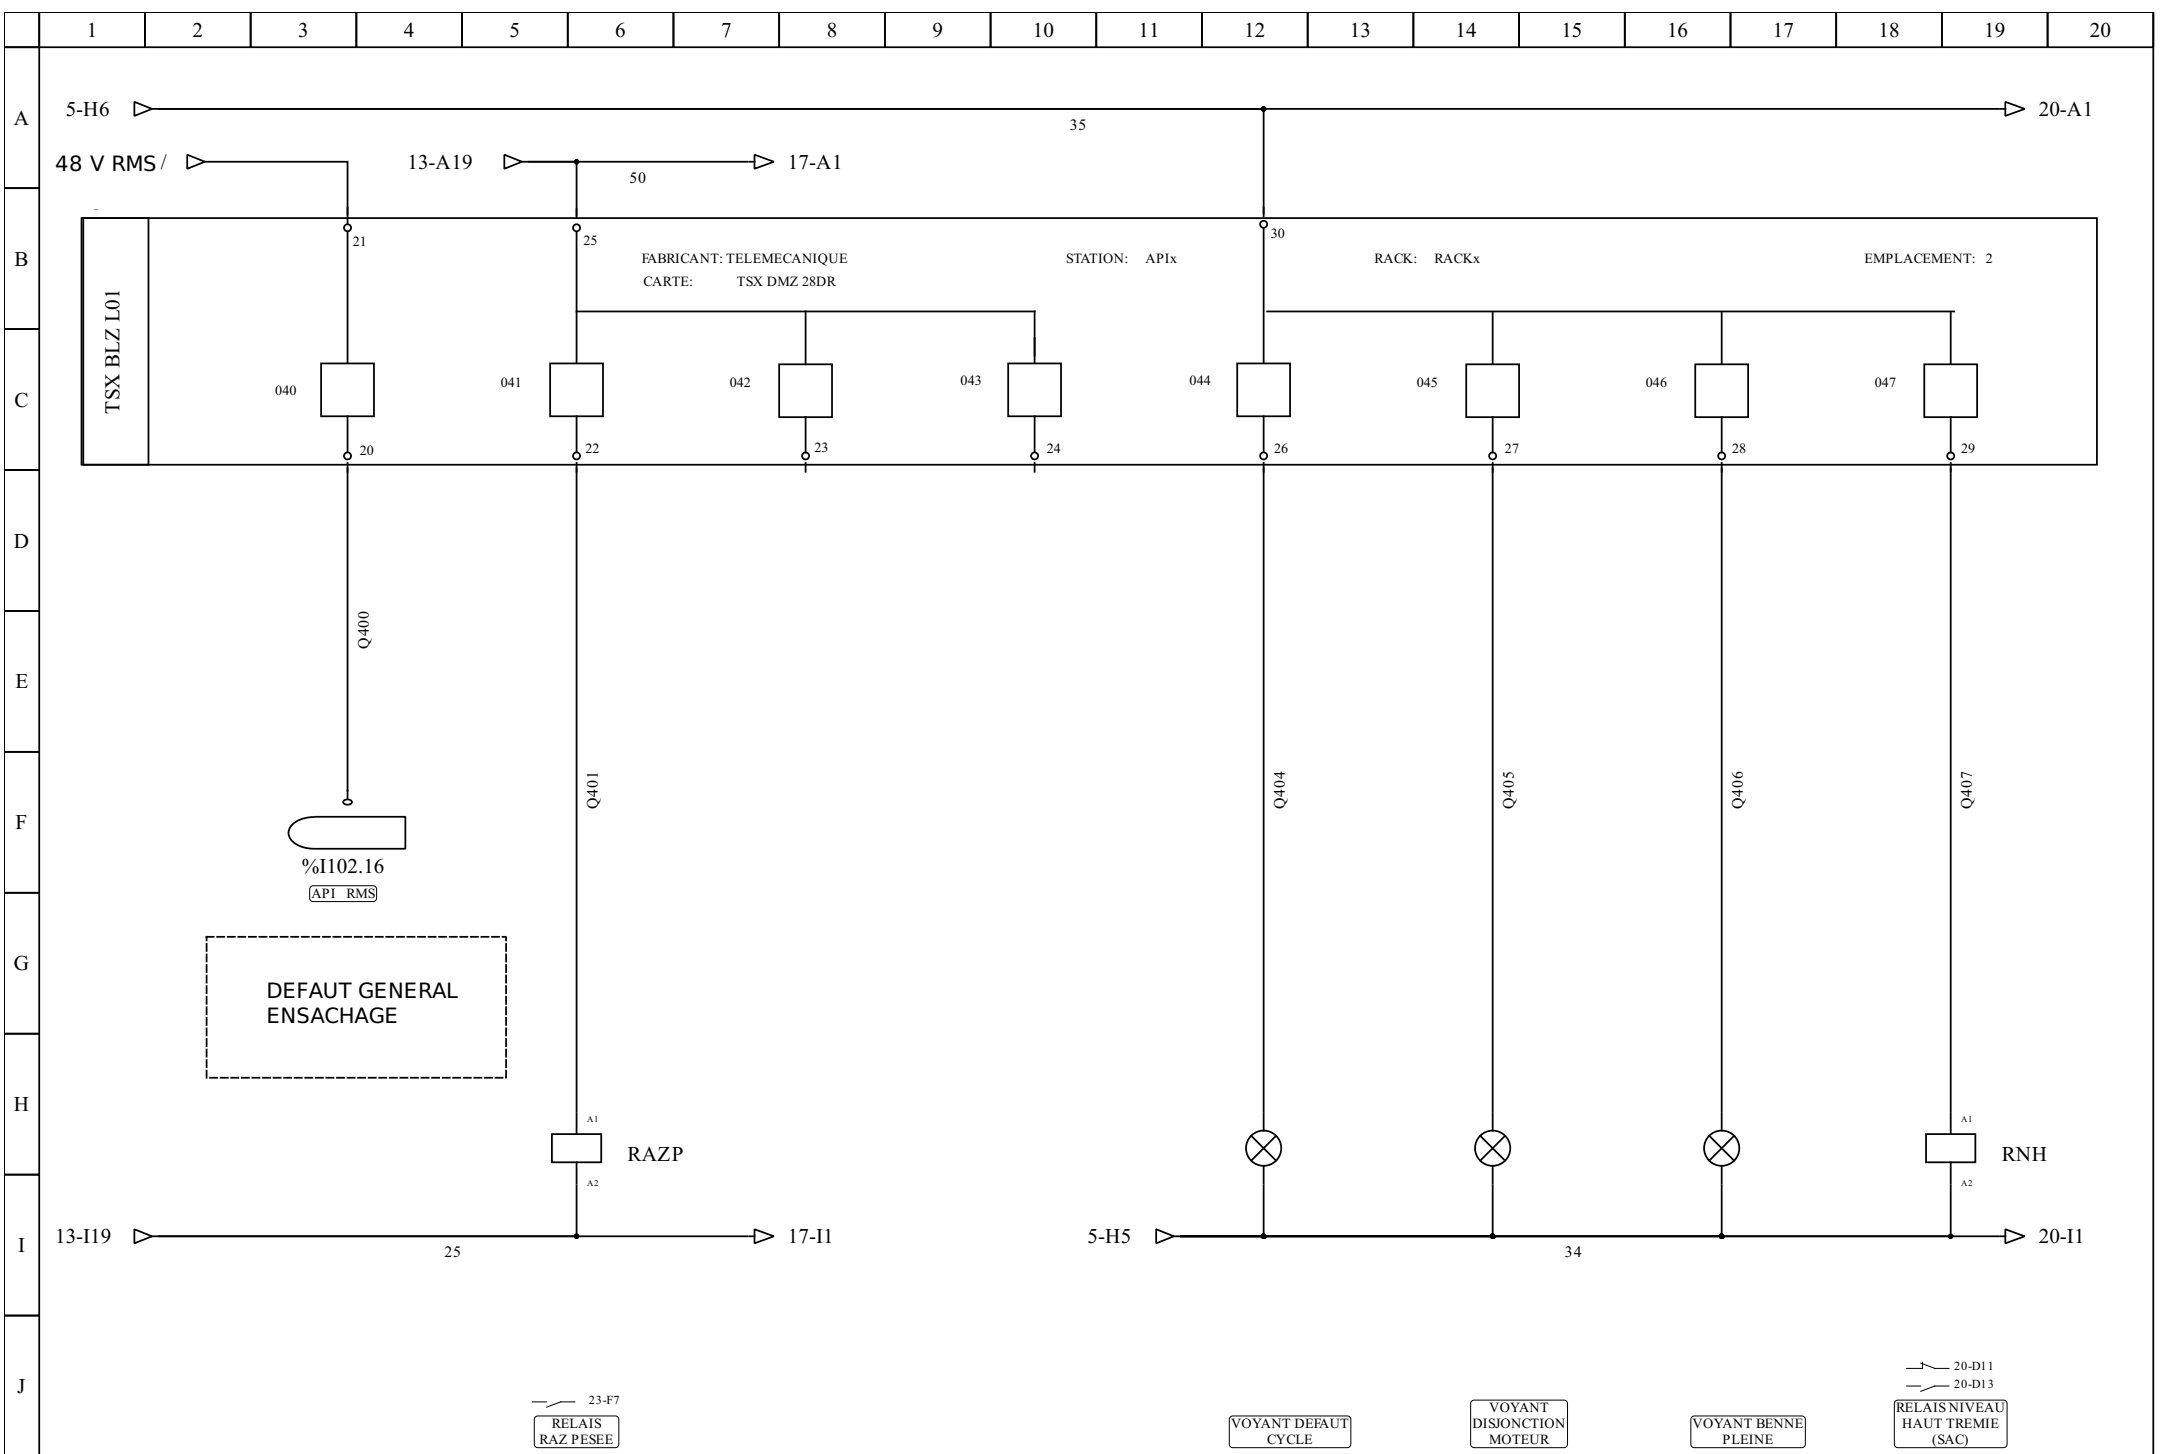 1 2 3 4 5 6 7 8 9 10 11 12 13 14 15 16 17 18 19 20
A
5-H6
35
20-A1
48 V RMS /
13-A19
50
17-A1
B
21
25
30
FABRICANT: TELEMECANIQUE
STATION: APIx
RACK: RACKx
EMPLACEMENT: 2
CARTE: TSX DMZ 28DR
TSX BLZ L01
C
040
041
042
043
044
045
046
047
20
22
23
24
26
27
28
29
D
Q400
E
Q401
Q404
Q405
Q406
Q407
F
%I102.16
API RMS
G
DEFAUT GENERAL
ENSACHAGE
H
A1
RAZP
A2
A1
RNH
A2
I
13-I19
25
17-I1
5-H5
34
20-I1
J
23-F7
RELAIS
RAZ PESEE
VOYANT DEFAUT
CYCLE
VOYANT
DISJONCTION
MOTEUR
VOYANT BENNE
PLEINE
20-D11
20-D13
RELAIS NIVEAU
HAUT TREMIE
(SAC)